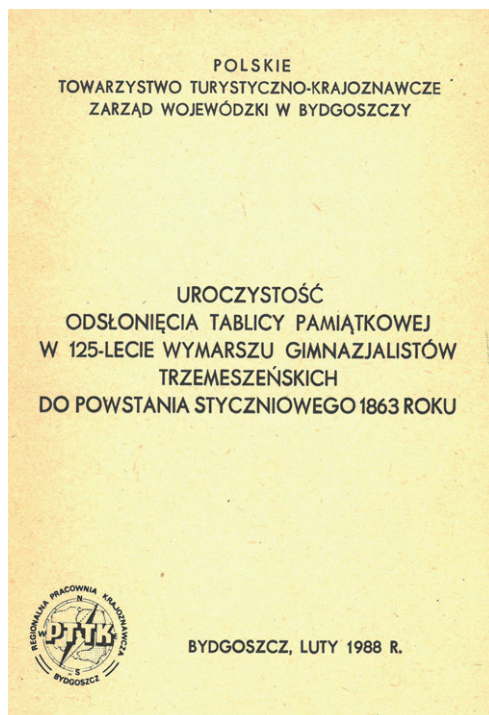 POLSKIE
TOWARZYSTWO TURYSTYCZNO-KRAJOZNAWCZE
ZARZĄD WOJEWÓDZKI W BYDGOSZCZY
UROCZYSTOŚĆ
ODSŁONIĘCIA TABLICY PAMIĄTKOWEJ
W 125-LECIE WYMARSZU GIMNAZJALISTÓW
TRZEMESZEŃSKICH
DO POWSTANIA STYCZNIOWEGO 1863 ROKU
REGIONALNA PRACOWNIA KRAJOZNAWCZA
N
W PTTK E
S
BYDGOSZCZ
BYDGOSZCZ, LUTY 1988 R.